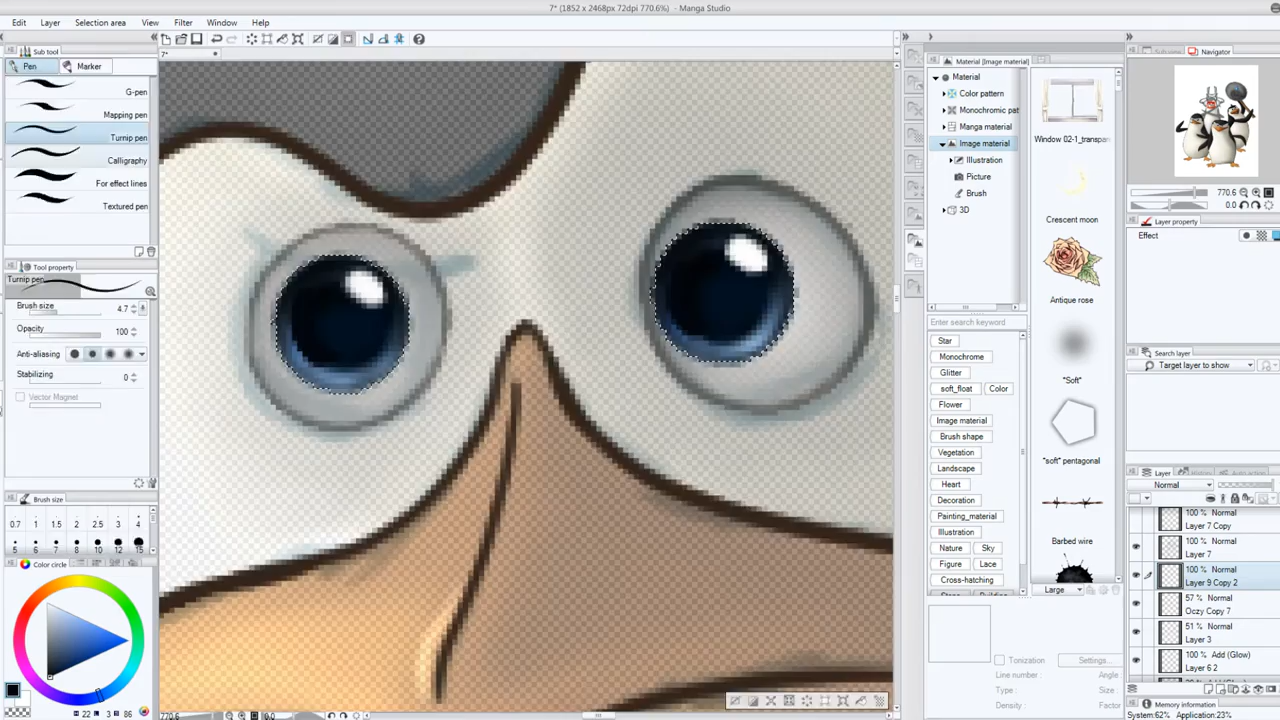 7* (1852 x 2468px 72dpi 770.6%) - Manga Studio
Edit Layer Selection area View Filter Window Help
Sub tool
Pen Marker
G-pen
Mapping pen
Turnip pen
Calligraphy
For effect lines
Textured pen
Tool property
Turnip pen
Brush size 4.7
Opacity 100
Anti-aliasing
Stabilizing 0
Vector Magnet
Brush size
0.7 1 1.5 2 2.5 3 4
5 6 7 8 10 12 15
Color circle
22
7*
770.6 0.0
Material [Image material]
Material
Color pattern
Monochromic pat
Manga material
Image material
Illustration
Picture
Brush
3D
Enter search keyword
Star
Monochrome
Glitter
soft_float Color
Flower
Image material
Brush shape
Vegetation
Landscape
Heart
Decoration
Painting_material
Illustration
Nature Sky
Figure Lace
Cross-hatching
Window 02-1_transpar
Crescent moon
Antique rose
"Soft"
"soft" pentagonal
Barbed wire
Large
Tonization Settings...
Line number : Angle
Type : Size :
Density : Factor
Navigator
770.6
0.0
Layer property
Effect
Search layer
Target layer to show
Layer
Normal
100 % Normal
Layer 7 Copy
100 % Normal
Layer 7
100 % Normal
Layer 9 Copy 2
57 % Normal
Oczy Copy 7
51 % Normal
Layer 3
100 % Add (Glow)
Layer 6 2
Memory information
System:62% Application:23%